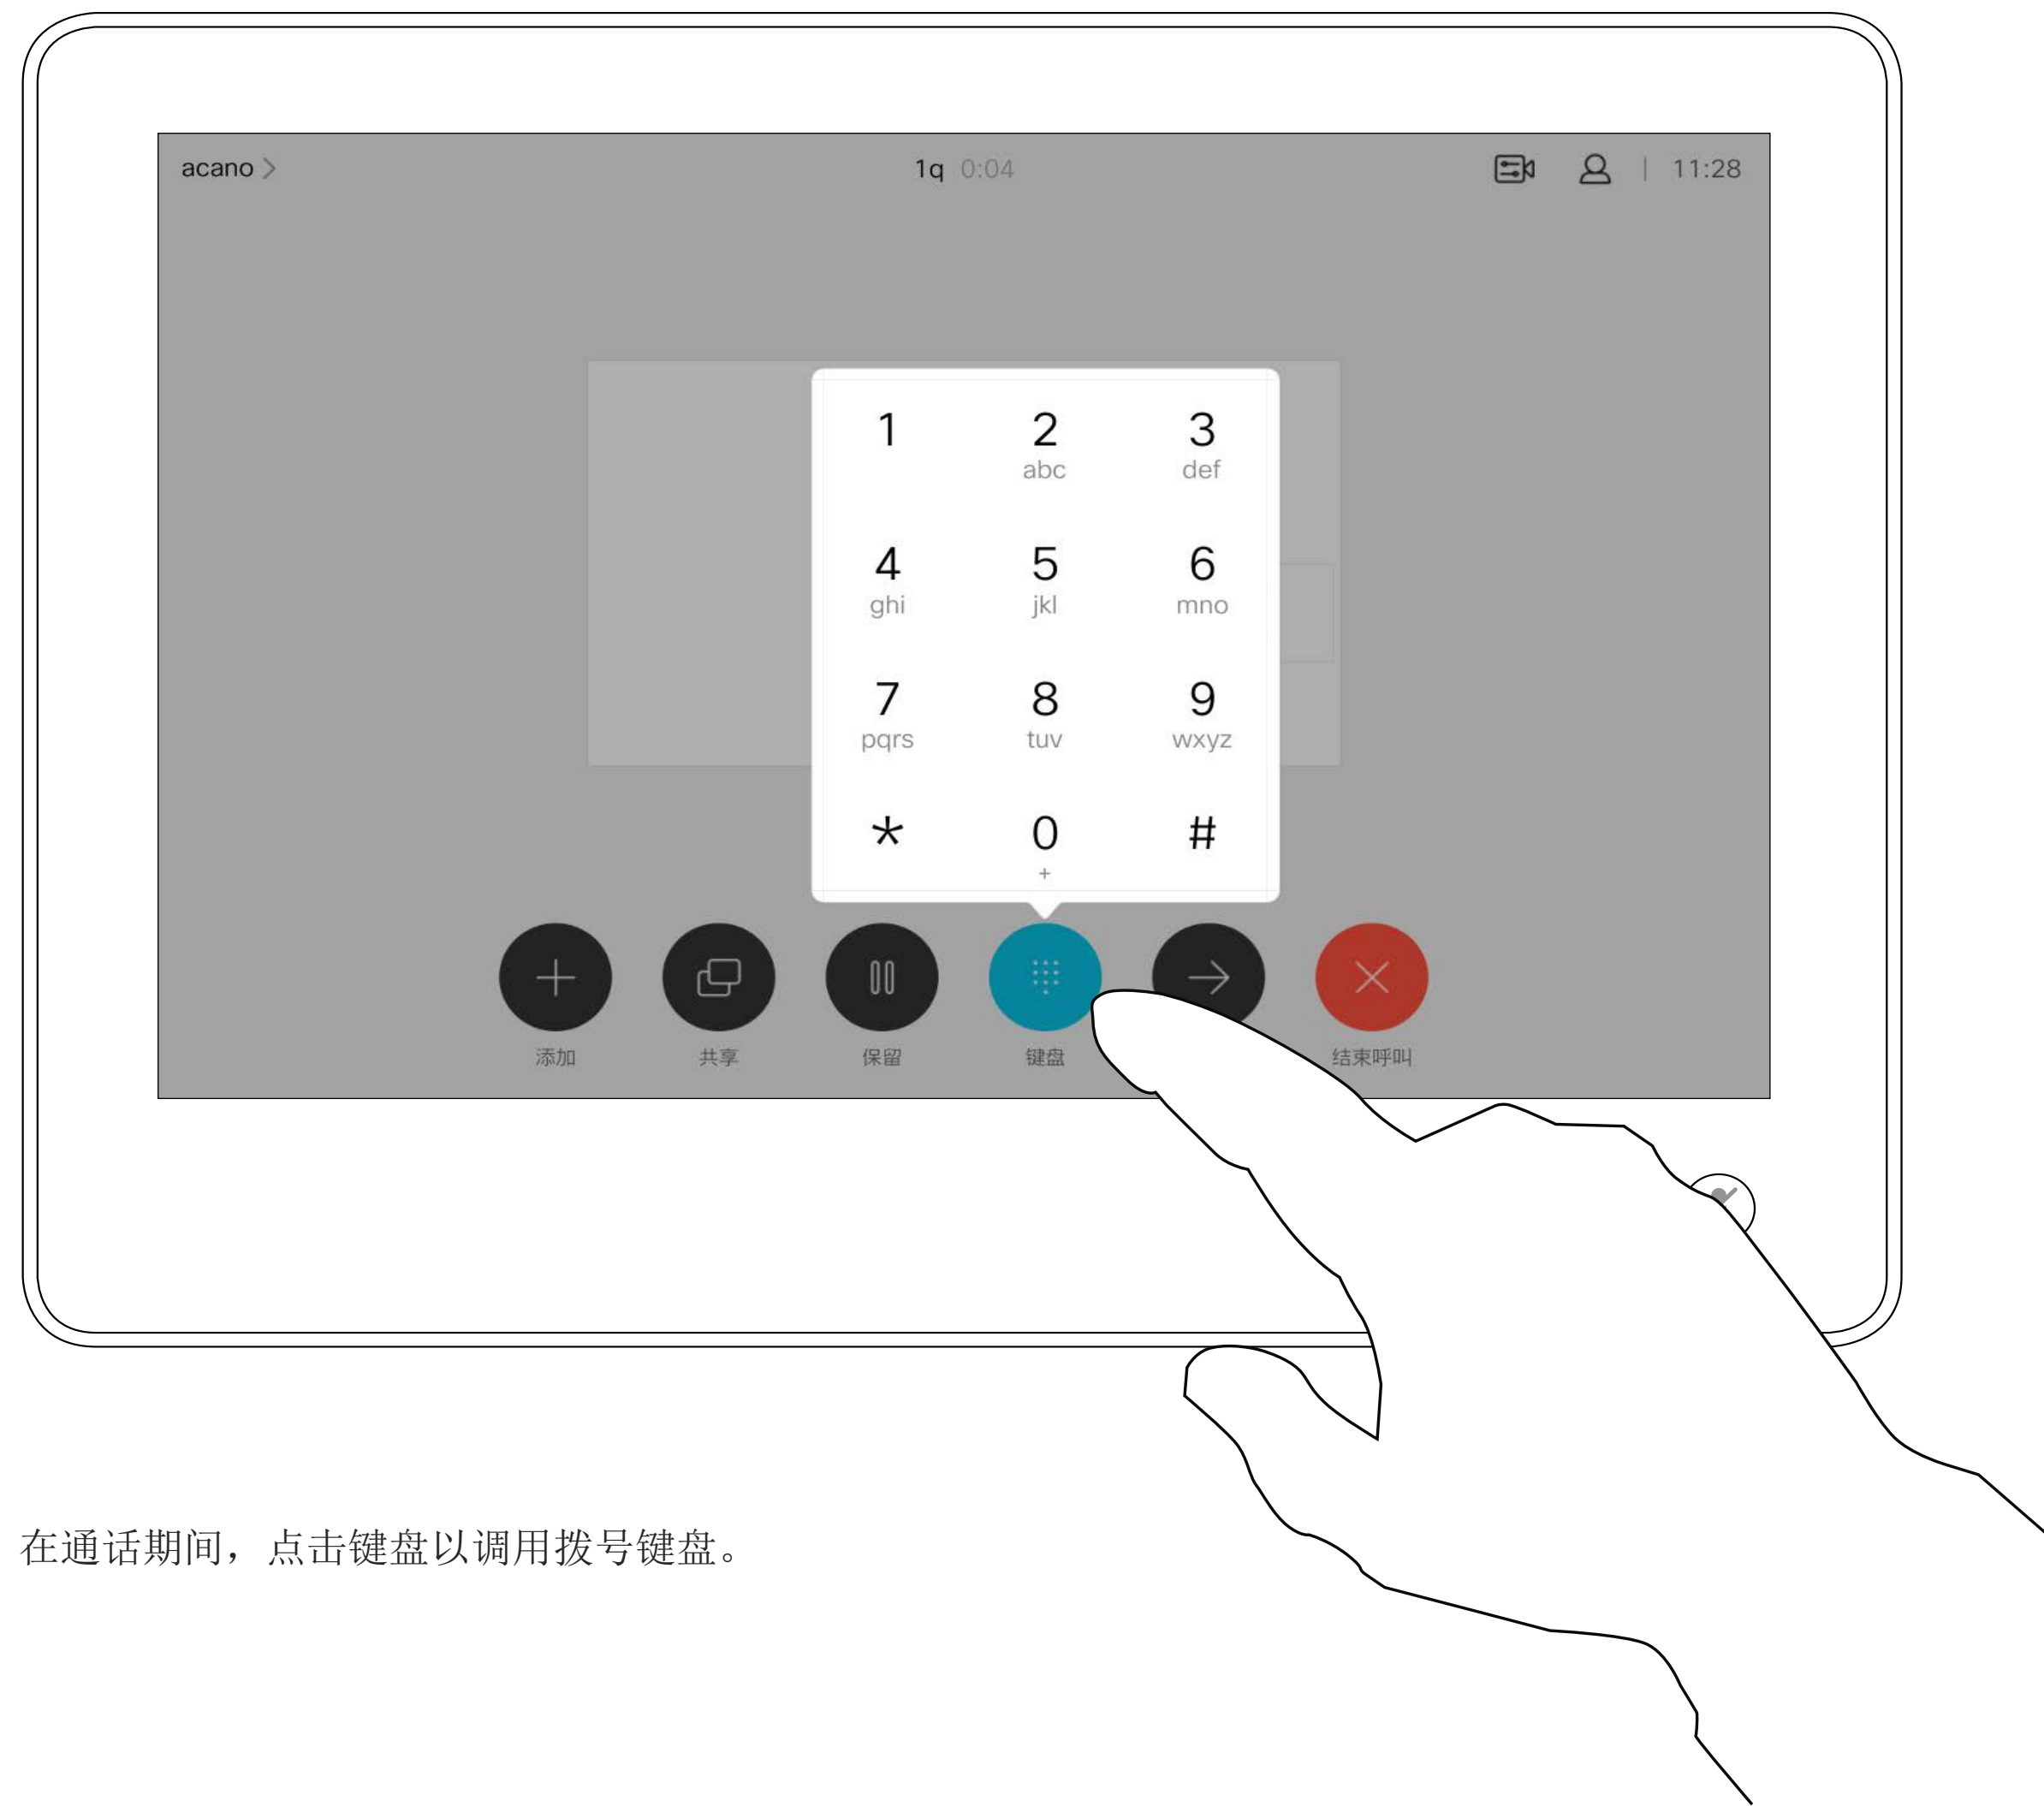 acano 1q 0:04 11:28
1 2 3
abc def
4 5 6
ghi jkl mno
7 8 9
pqrs tuv wxyz
* 0 #
+
添加 共享 保留 键盘 结束呼叫
在通话期间，点击键盘以调用拨号键盘。